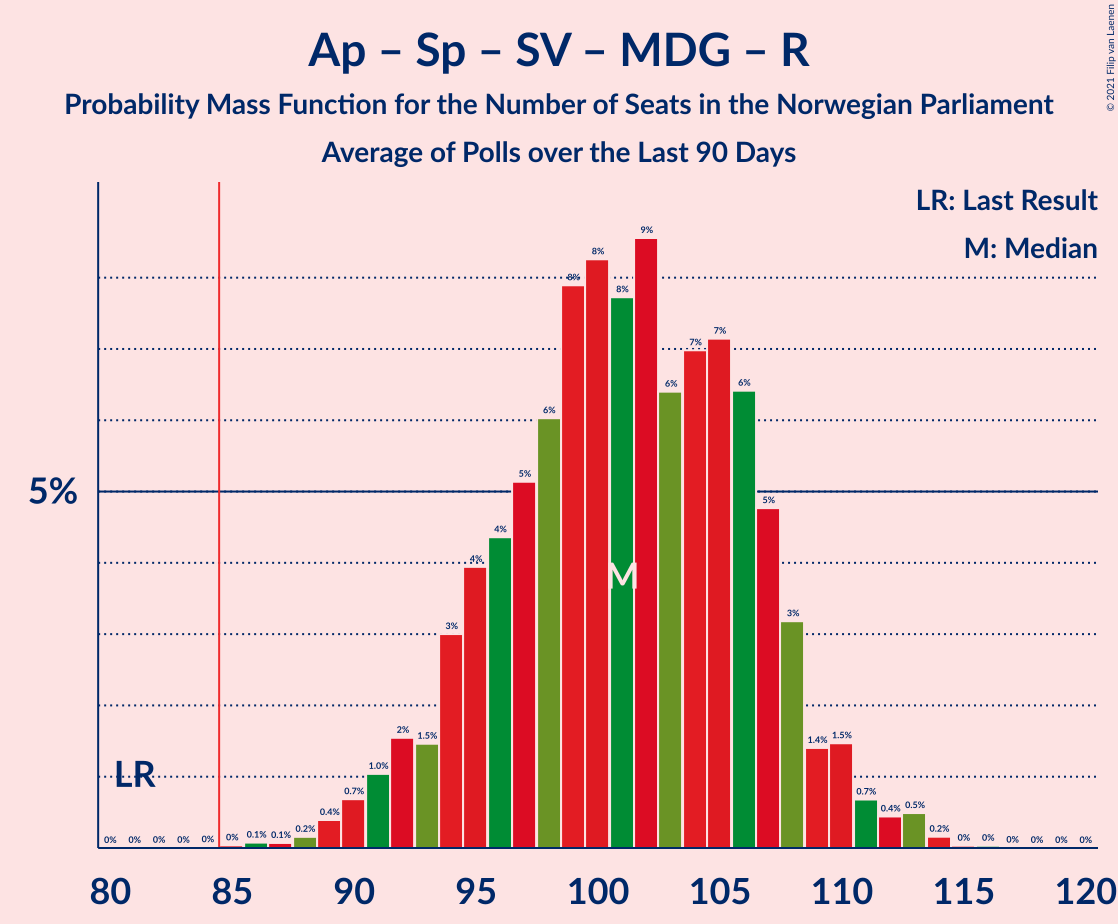 Ap – Sp – SV – MDG – R
Probability Mass Function for the Number of Seats in the Norwegian Parliament
Average of Polls over the Last 90 Days
© 2021 Filip van Laenen
LR: Last Result
M: Median
5%
LR
M
0% 0% 0% 0% 0% 0% 0.1% 0.1% 0.2% 0.4% 0.7% 1.0% 2% 1.5% 3% 4% 4% 5% 6% 8% 8% 8% 9% 6% 7% 7% 6% 5% 3% 1.4% 1.5% 0.7% 0.4% 0.5% 0.2% 0% 0% 0% 0% 0% 0%
80 85 90 95 100 105 110 115 120